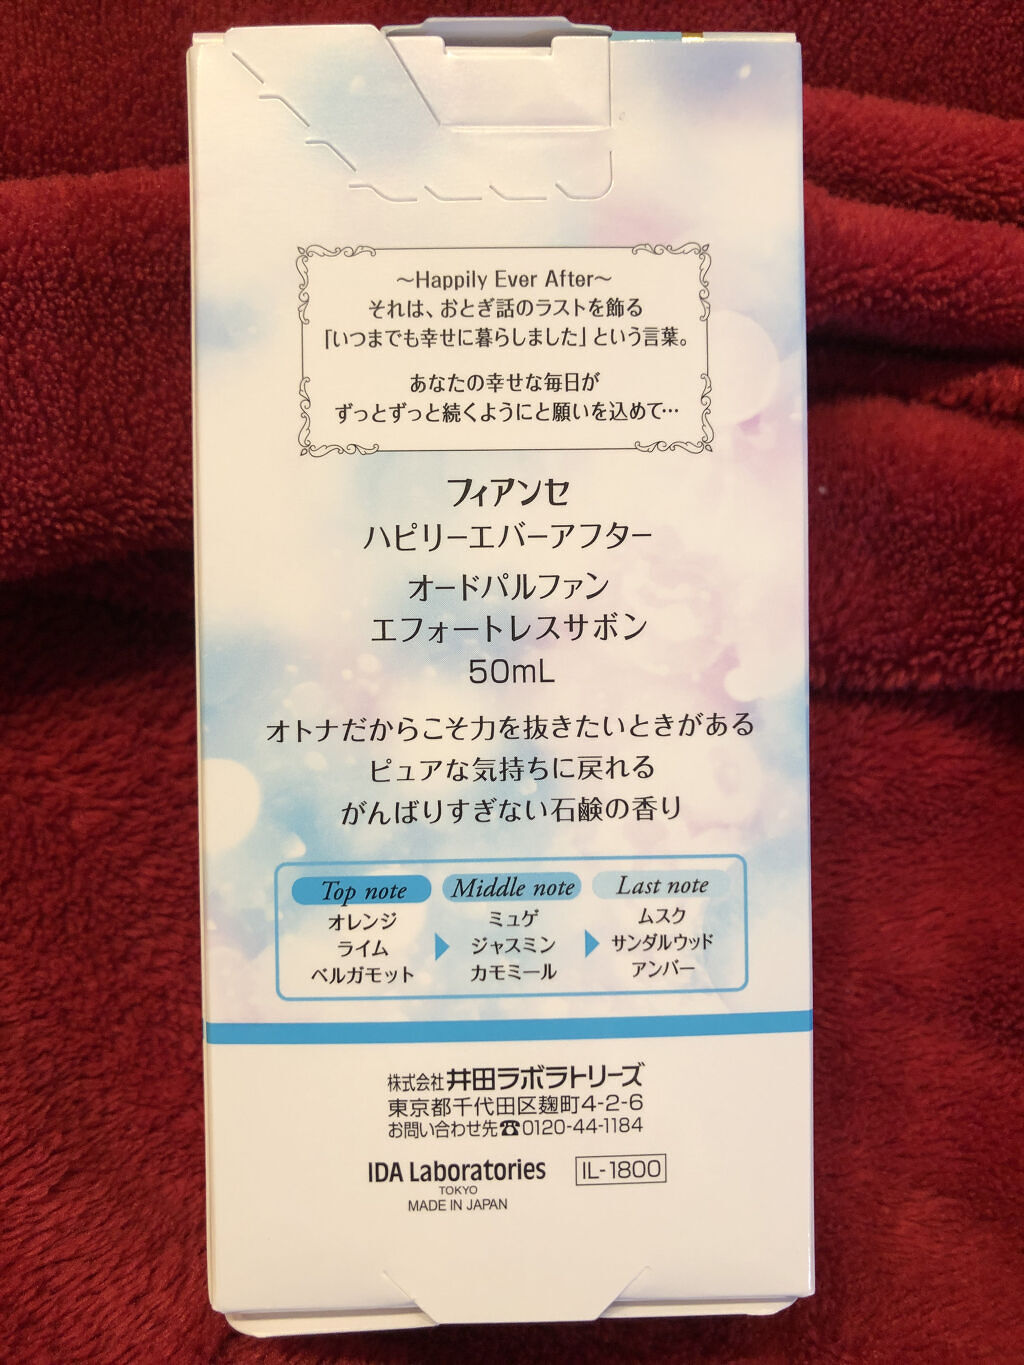 ～Happily Ever After～
それは、おとぎ話のラストを飾る
「いつまでも幸せに暮らしました」という言葉。
あなたの幸せな毎日が
ずっとずっと続くようにと願いを込めて…
フィアンセ
ハピリーエバーアフター
オードパルファン
エフォートレスサボン
50mL
オトナだからこそ力を抜きたいときがある
ピュアな気持ちに戻れる
がんばりすぎない石鹸の香り
Top note
オレンジ
ライム
ベルガモット
Middle note
ミュゲ
ジャスミン
カモミール
Last note
ムスク
サンダルウッド
アンバー
株式会社井田ラボラトリーズ
東京都千代田区麹町4-2-6
お問い合わせ先☎0120-44-1184
IDA Laboratories
TOKYO
MADE IN JAPAN
IL-1800